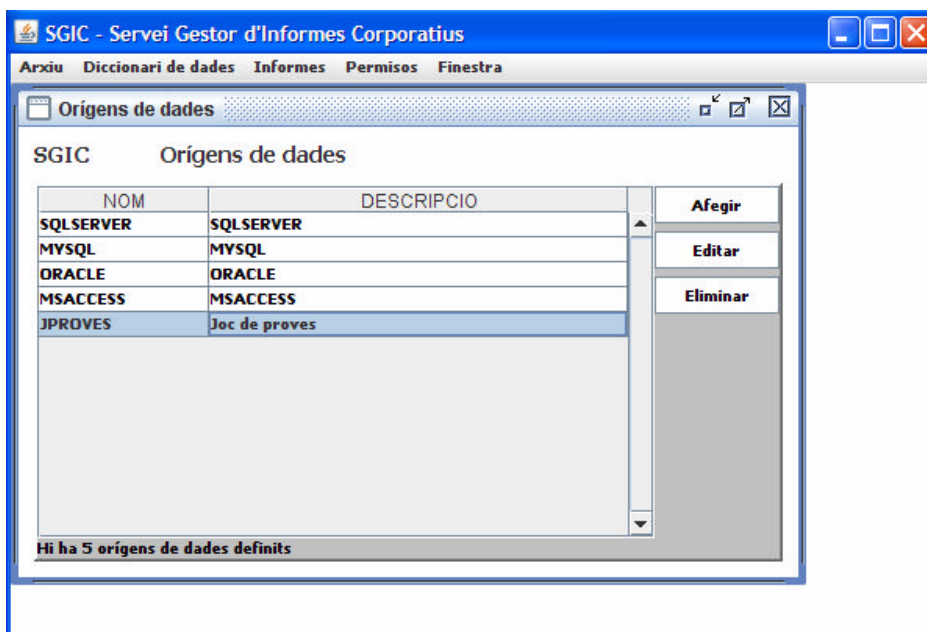 SGIC - Servei Gestor d'Informes Corporatius
Arxiu Diccionari de dades Informes Permisos Finestra
Orígens de dades
SGIC Orígens de dades
NOM DESCRIPCIO
Afegir
SQLSERVER SQLSERVER
MYSQL MYSQL
Editar
ORACLE ORACLE
MSACCESS MSACCESS
Eliminar
JPROVES Joc de proves
Hi ha 5 orígens de dades definits